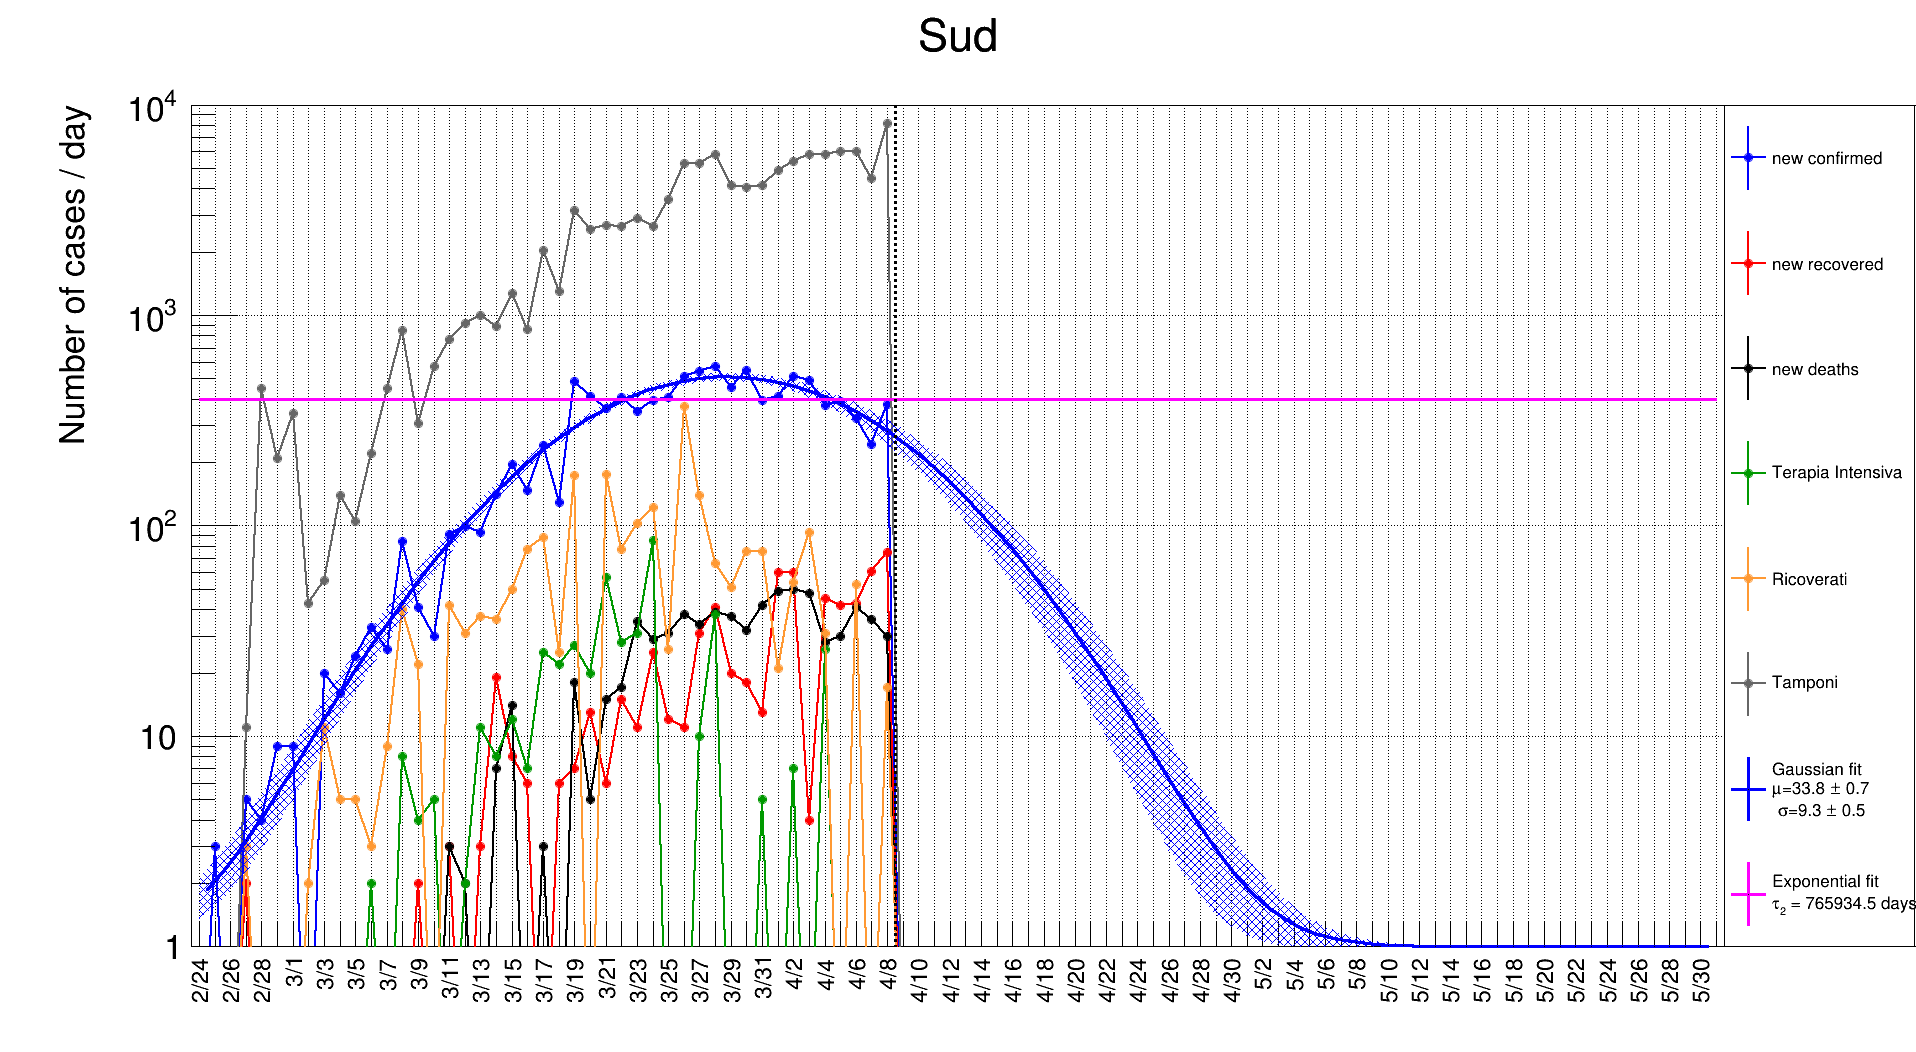 Sud
Number of cases / day
10⁴
10³
10²
10
1
2/24 2/26 2/28 3/1 3/3 3/5 3/7 3/9 3/11 3/13 3/15 3/17 3/19 3/21 3/23 3/25 3/27 3/29 3/31 4/2 4/4 4/6 4/8 4/10 4/12 4/14 4/16 4/18 4/20 4/22 4/24 4/26 4/28 4/30 5/2 5/4 5/6 5/8 5/10 5/12 5/14 5/16 5/18 5/20 5/22 5/24 5/26 5/28 5/30
new confirmed
new recovered
new deaths
Terapia Intensiva
Ricoverati
Tamponi
Gaussian fit
μ=33.8 ± 0.7
σ=9.3 ± 0.5
Exponential fit
τ₂ = 765934.5 days